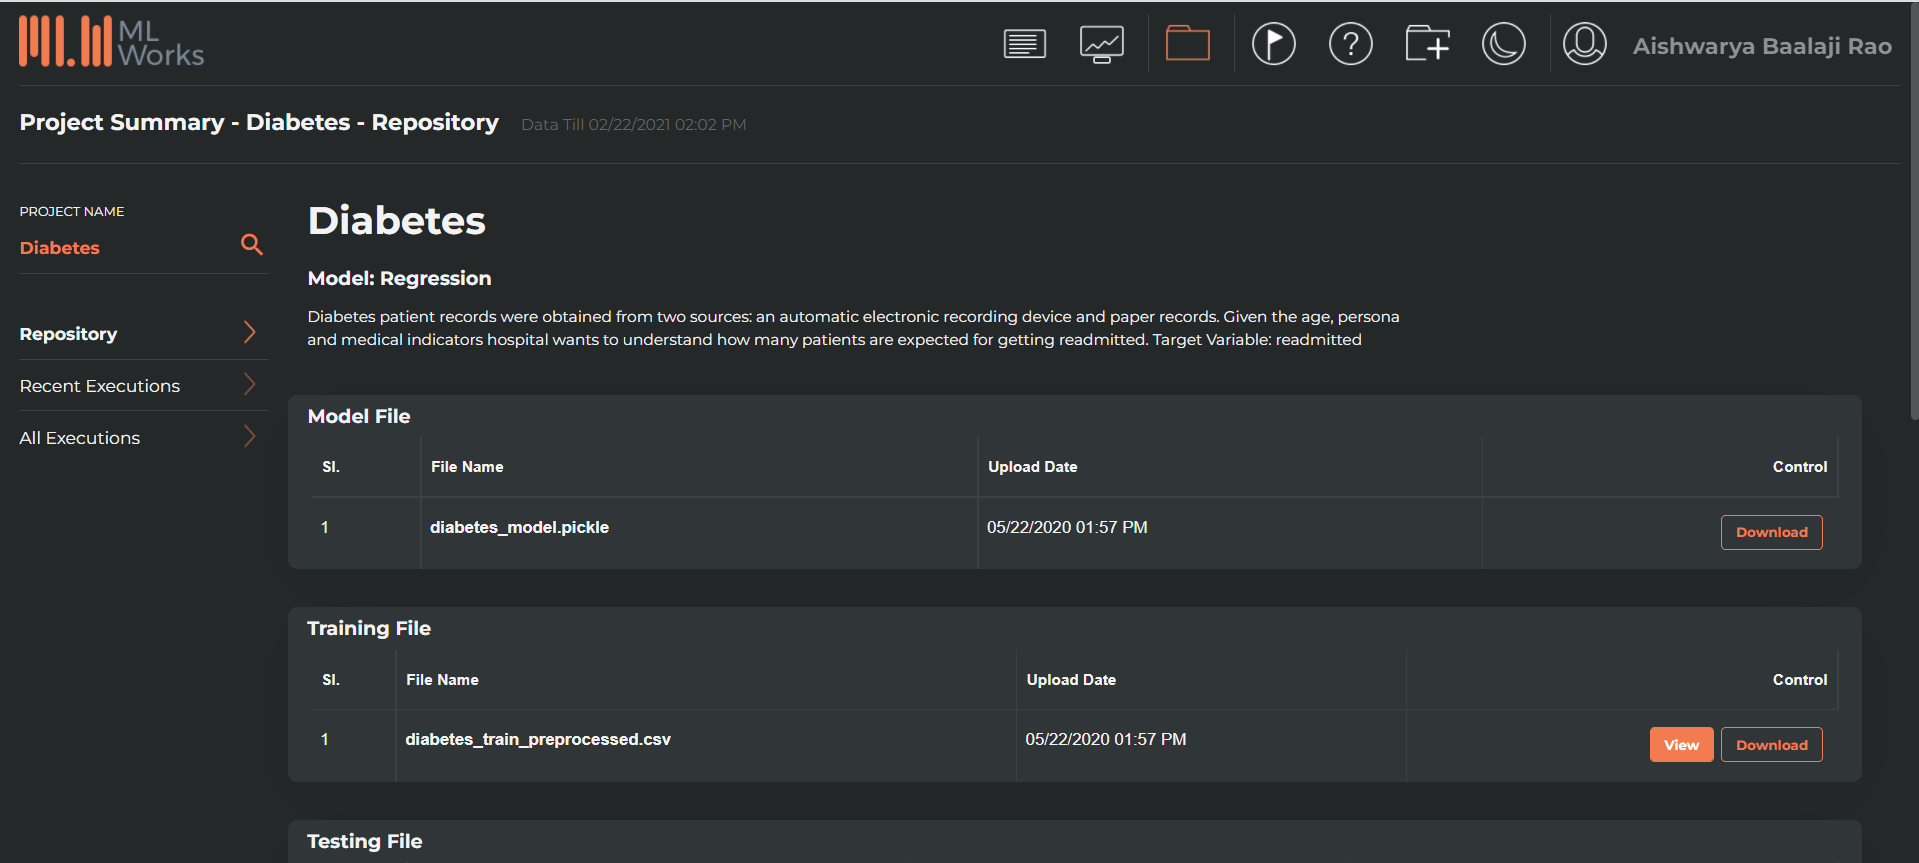 ML
Works
Aishwarya Baalaji Rao
Project Summary - Diabetes - Repository
Data Till 02/22/2021 02:02 PM
PROJECT NAME
Diabetes
Repository
Recent Executions
All Executions
Diabetes
Model: Regression
Diabetes patient records were obtained from two sources: an automatic electronic recording device and paper records. Given the age, persona
and medical indicators hospital wants to understand how many patients are expected for getting readmitted. Target Variable: readmitted
Model File
Sl. File Name Upload Date Control
1 diabetes_model.pickle 05/22/2020 01:57 PM Download
Training File
Sl. File Name Upload Date Control
1 diabetes_train_preprocessed.csv 05/22/2020 01:57 PM View Download
Testing File